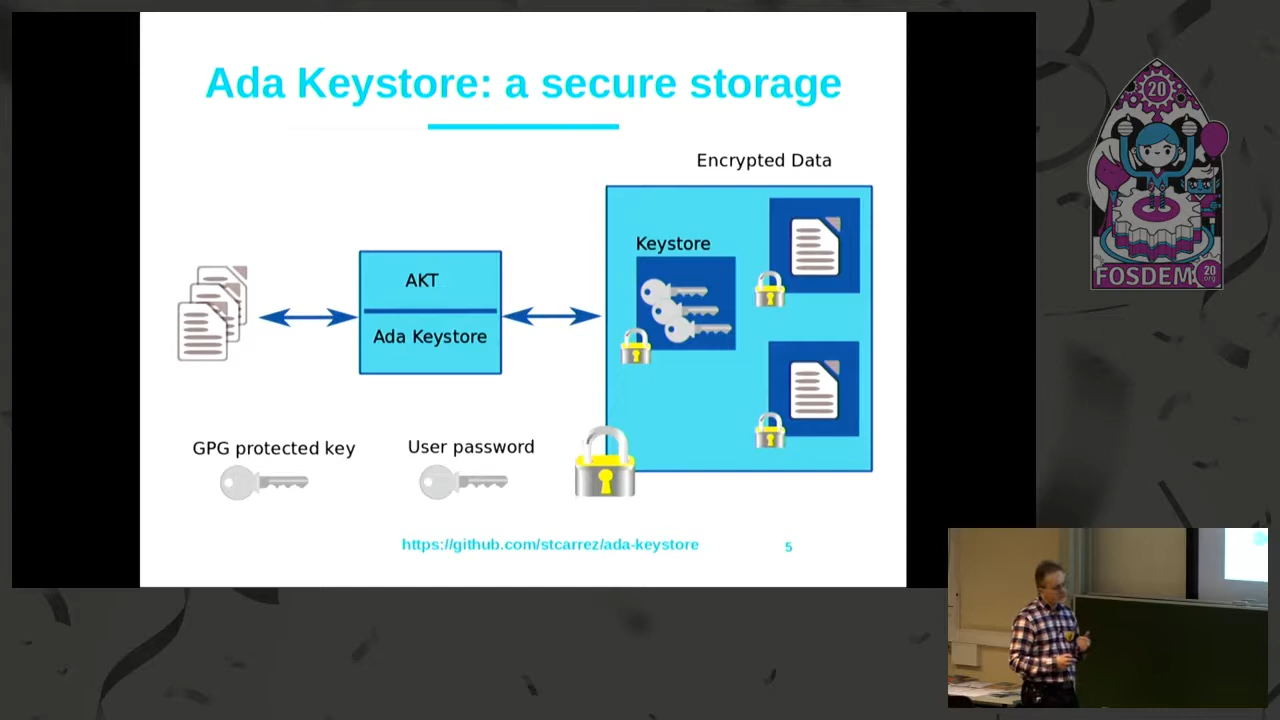 Ada Keystore: a secure storage
Encrypted Data
Keystore
AKT
Ada Keystore
GPG protected key
User password
https://github.com/stcarrez/ada-keystore
5
20
FOSDEM
20
.org